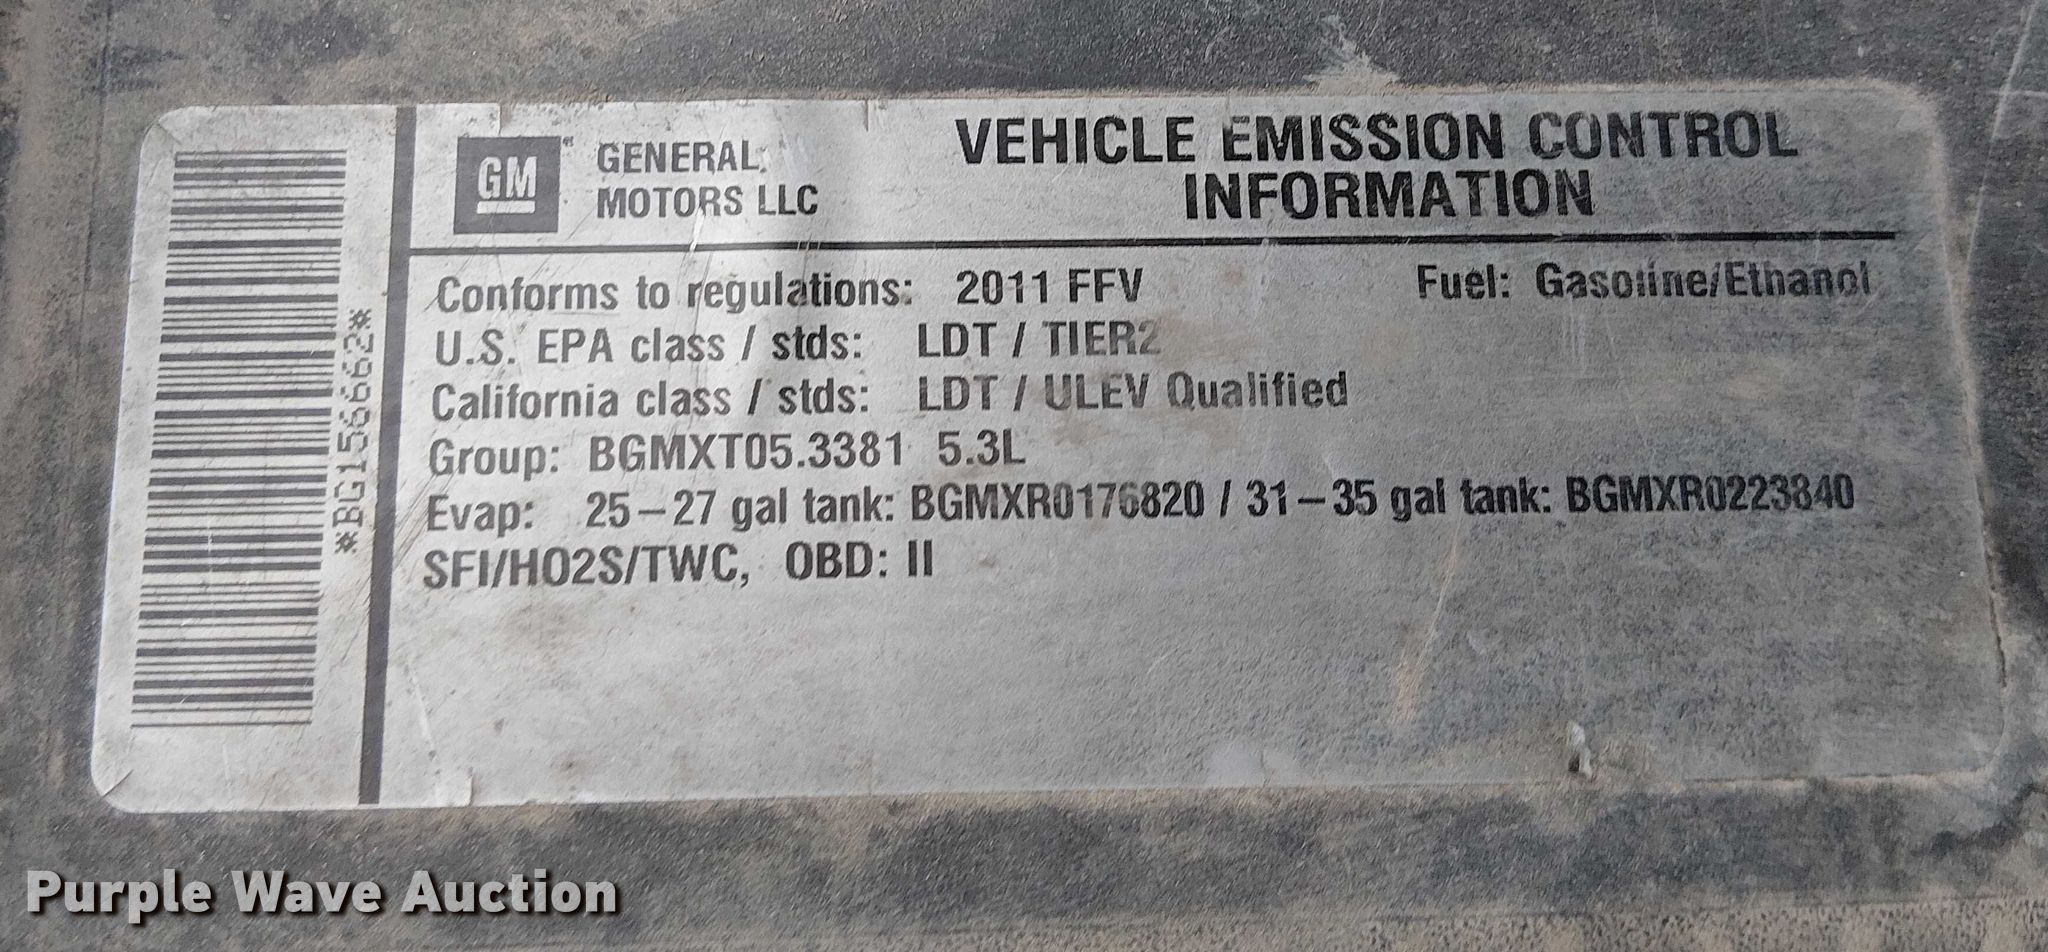 GM
GENERAL
MOTORS LLC
VEHICLE EMISSION CONTROL
INFORMATION
Conforms to regulations: 2011 FFV Fuel: Gasoline/Ethanol
U.S. EPA class / stds: LDT / TIER2
California class / stds: LDT / ULEV Qualified
Group: BGMXT05.3381 5.3L
Evap: 25-27 gal tank: BGMXR0176820 / 31-35 gal tank: BGMXR0223840
SFI/HO2S/TWC, OBD: II
*BG1566662*
Purple Wave Auction